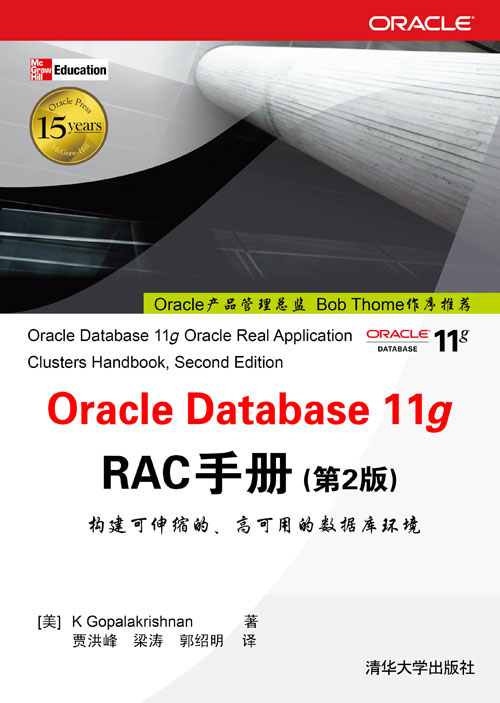 ORACLE
Mc
Graw
Hill
Education
Oracle Press
15 years
McGraw-Hill
Oracle产品管理总监 Bob Thome作序推荐
Oracle Database 11g Oracle Real Application
Clusters Handbook, Second Edition
ORACLE
DATABASE
11g
Oracle Database 11g
RAC手册 (第2版)
构建可伸缩的、高可用的数据库环境
[美] K Gopalakrishnan 著
贾洪峰 梁涛 郭绍明 译
清华大学出版社